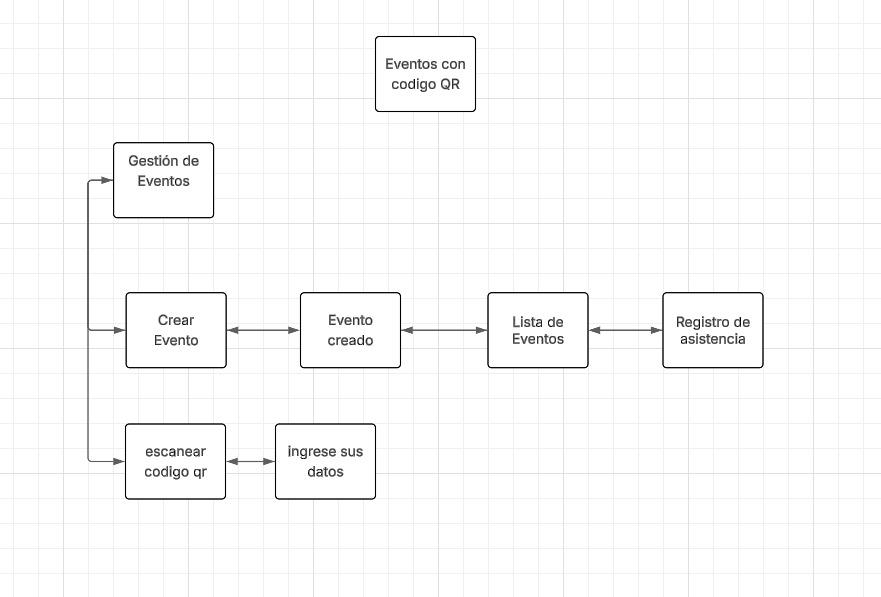 Eventos con
codigo QR
Gestión de
Eventos
Crear
Evento
Evento
creado
Lista de
Eventos
Registro de
asistencia
escanear
codigo qr
ingrese sus
datos